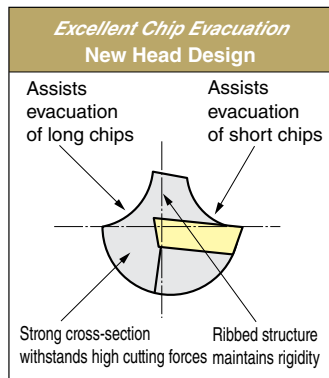 Excellent Chip Evacuation
New Head Design
Assists
evacuation
of long chips
Assists
evacuation
of short chips
Strong cross-section
withstands high cutting forces
Ribbed structure
maintains rigidity